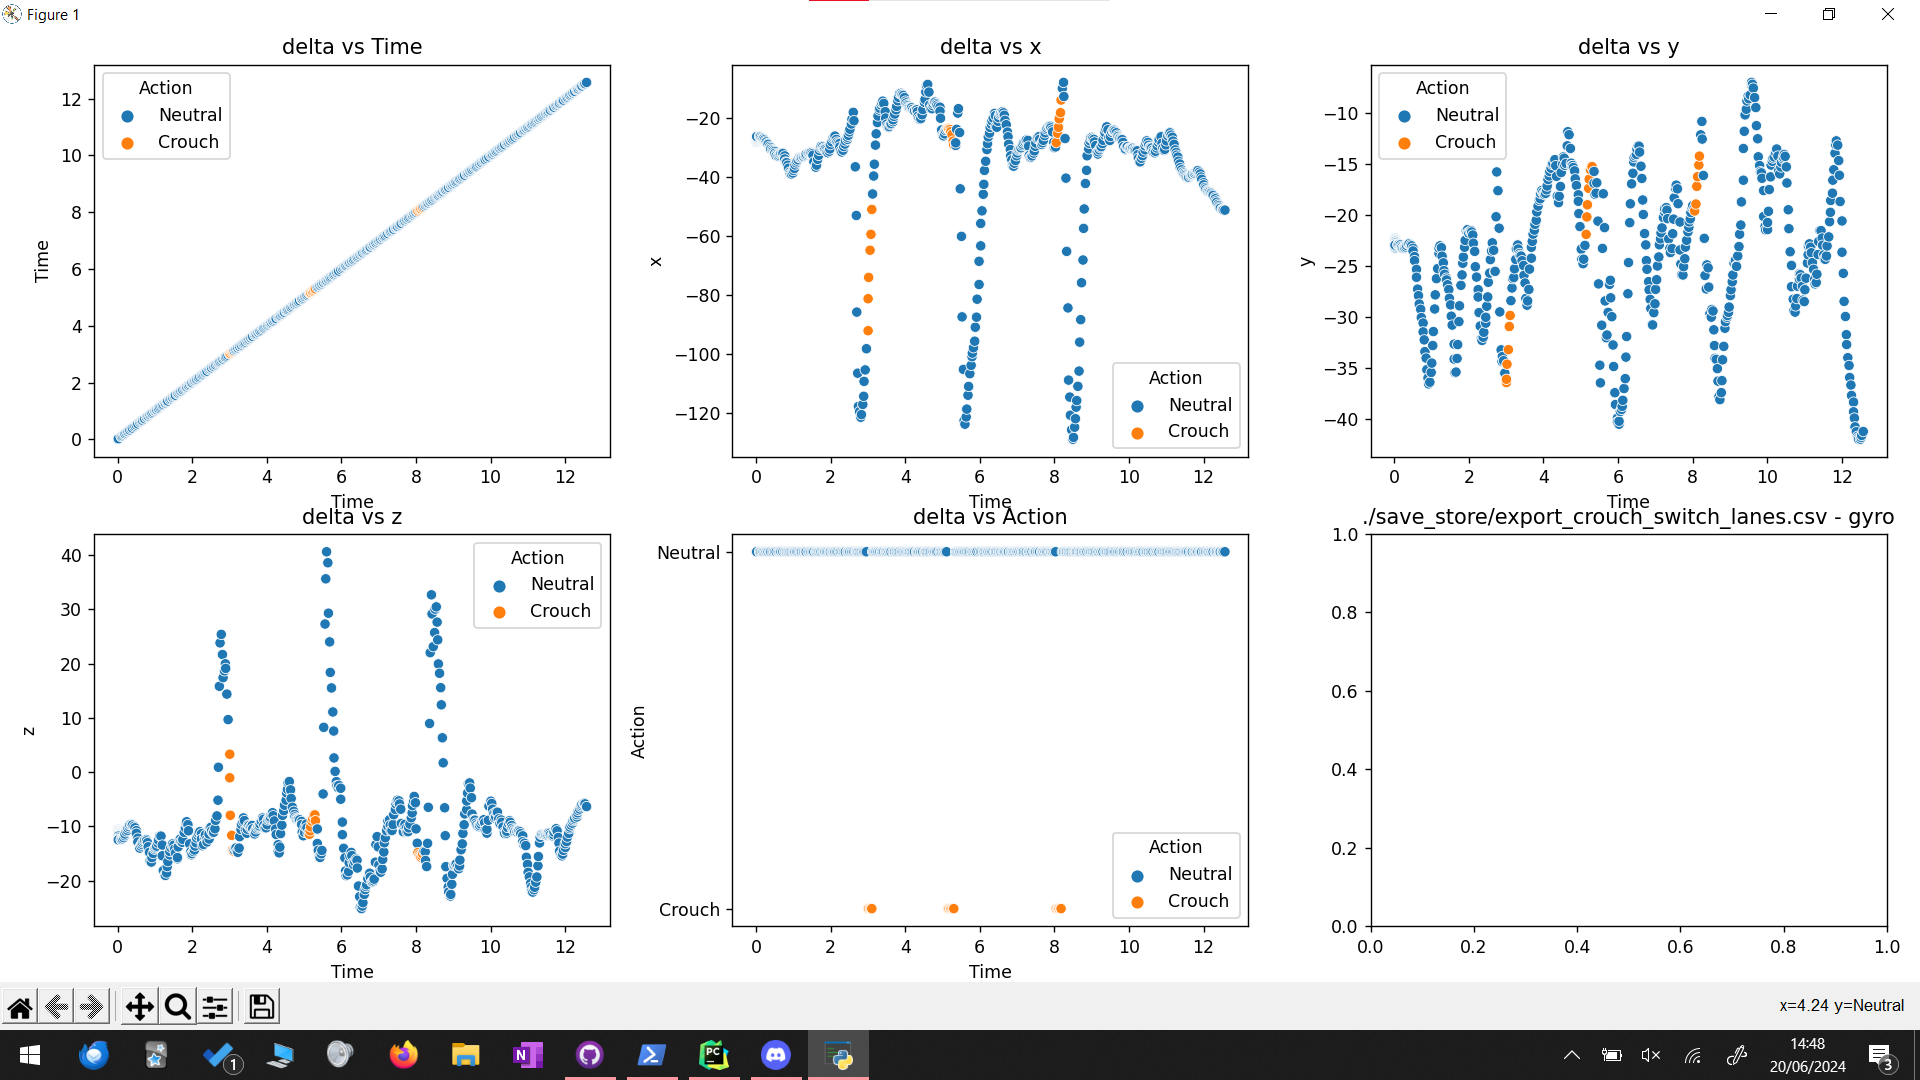 Figure 1
delta vs Time
Action
Neutral
Crouch
12
10
8
6
4
2
0
Time
0 2 4 6 8 10 12
Time
delta vs x
−20
−40
−60
−80
−100
−120
x
Action
Neutral
Crouch
0 2 4 6 8 10 12
Time
delta vs y
Action
Neutral
Crouch
−10
−15
−20
−25
−30
−35
−40
y
0 2 4 6 8 10 12
Time
delta vs z
Action
Neutral
Crouch
40
30
20
10
0
−10
−20
z
0 2 4 6 8 10 12
Time
delta vs Action
Neutral
Action
Action
Neutral
Crouch
Crouch
0 2 4 6 8 10 12
Time
./save_store/export_crouch_switch_lanes.csv - gyro
1.0
0.8
0.6
0.4
0.2
0.0
0.0 0.2 0.4 0.6 0.8 1.0
x=4.24 y=Neutral
1
N
PC
14:48
20/06/2024
3